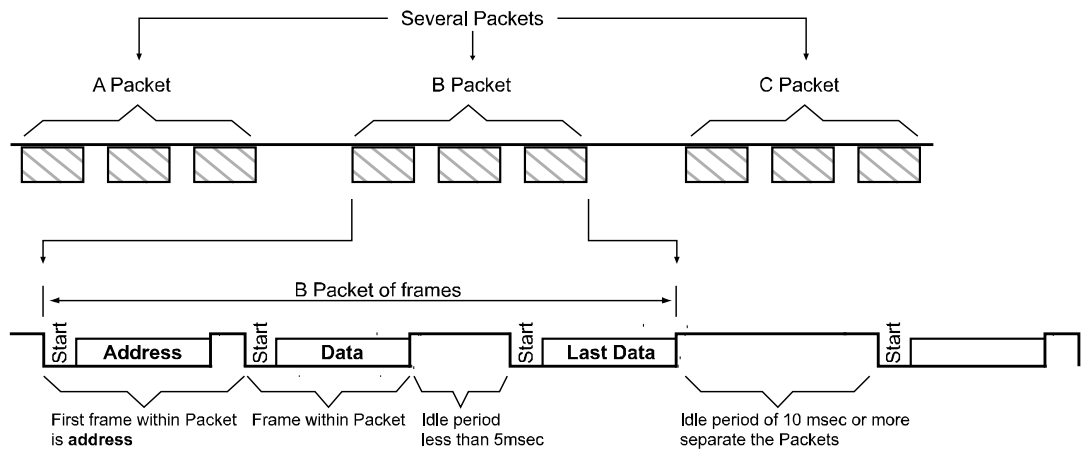 Several Packets
A Packet
B Packet
C Packet
B Packet of frames
Start
Address
Start
Data
Start
Last Data
Start
First frame within Packet
is address
Frame within Packet
Idle period
less than 5msec
Idle period of 10 msec or more
separate the Packets